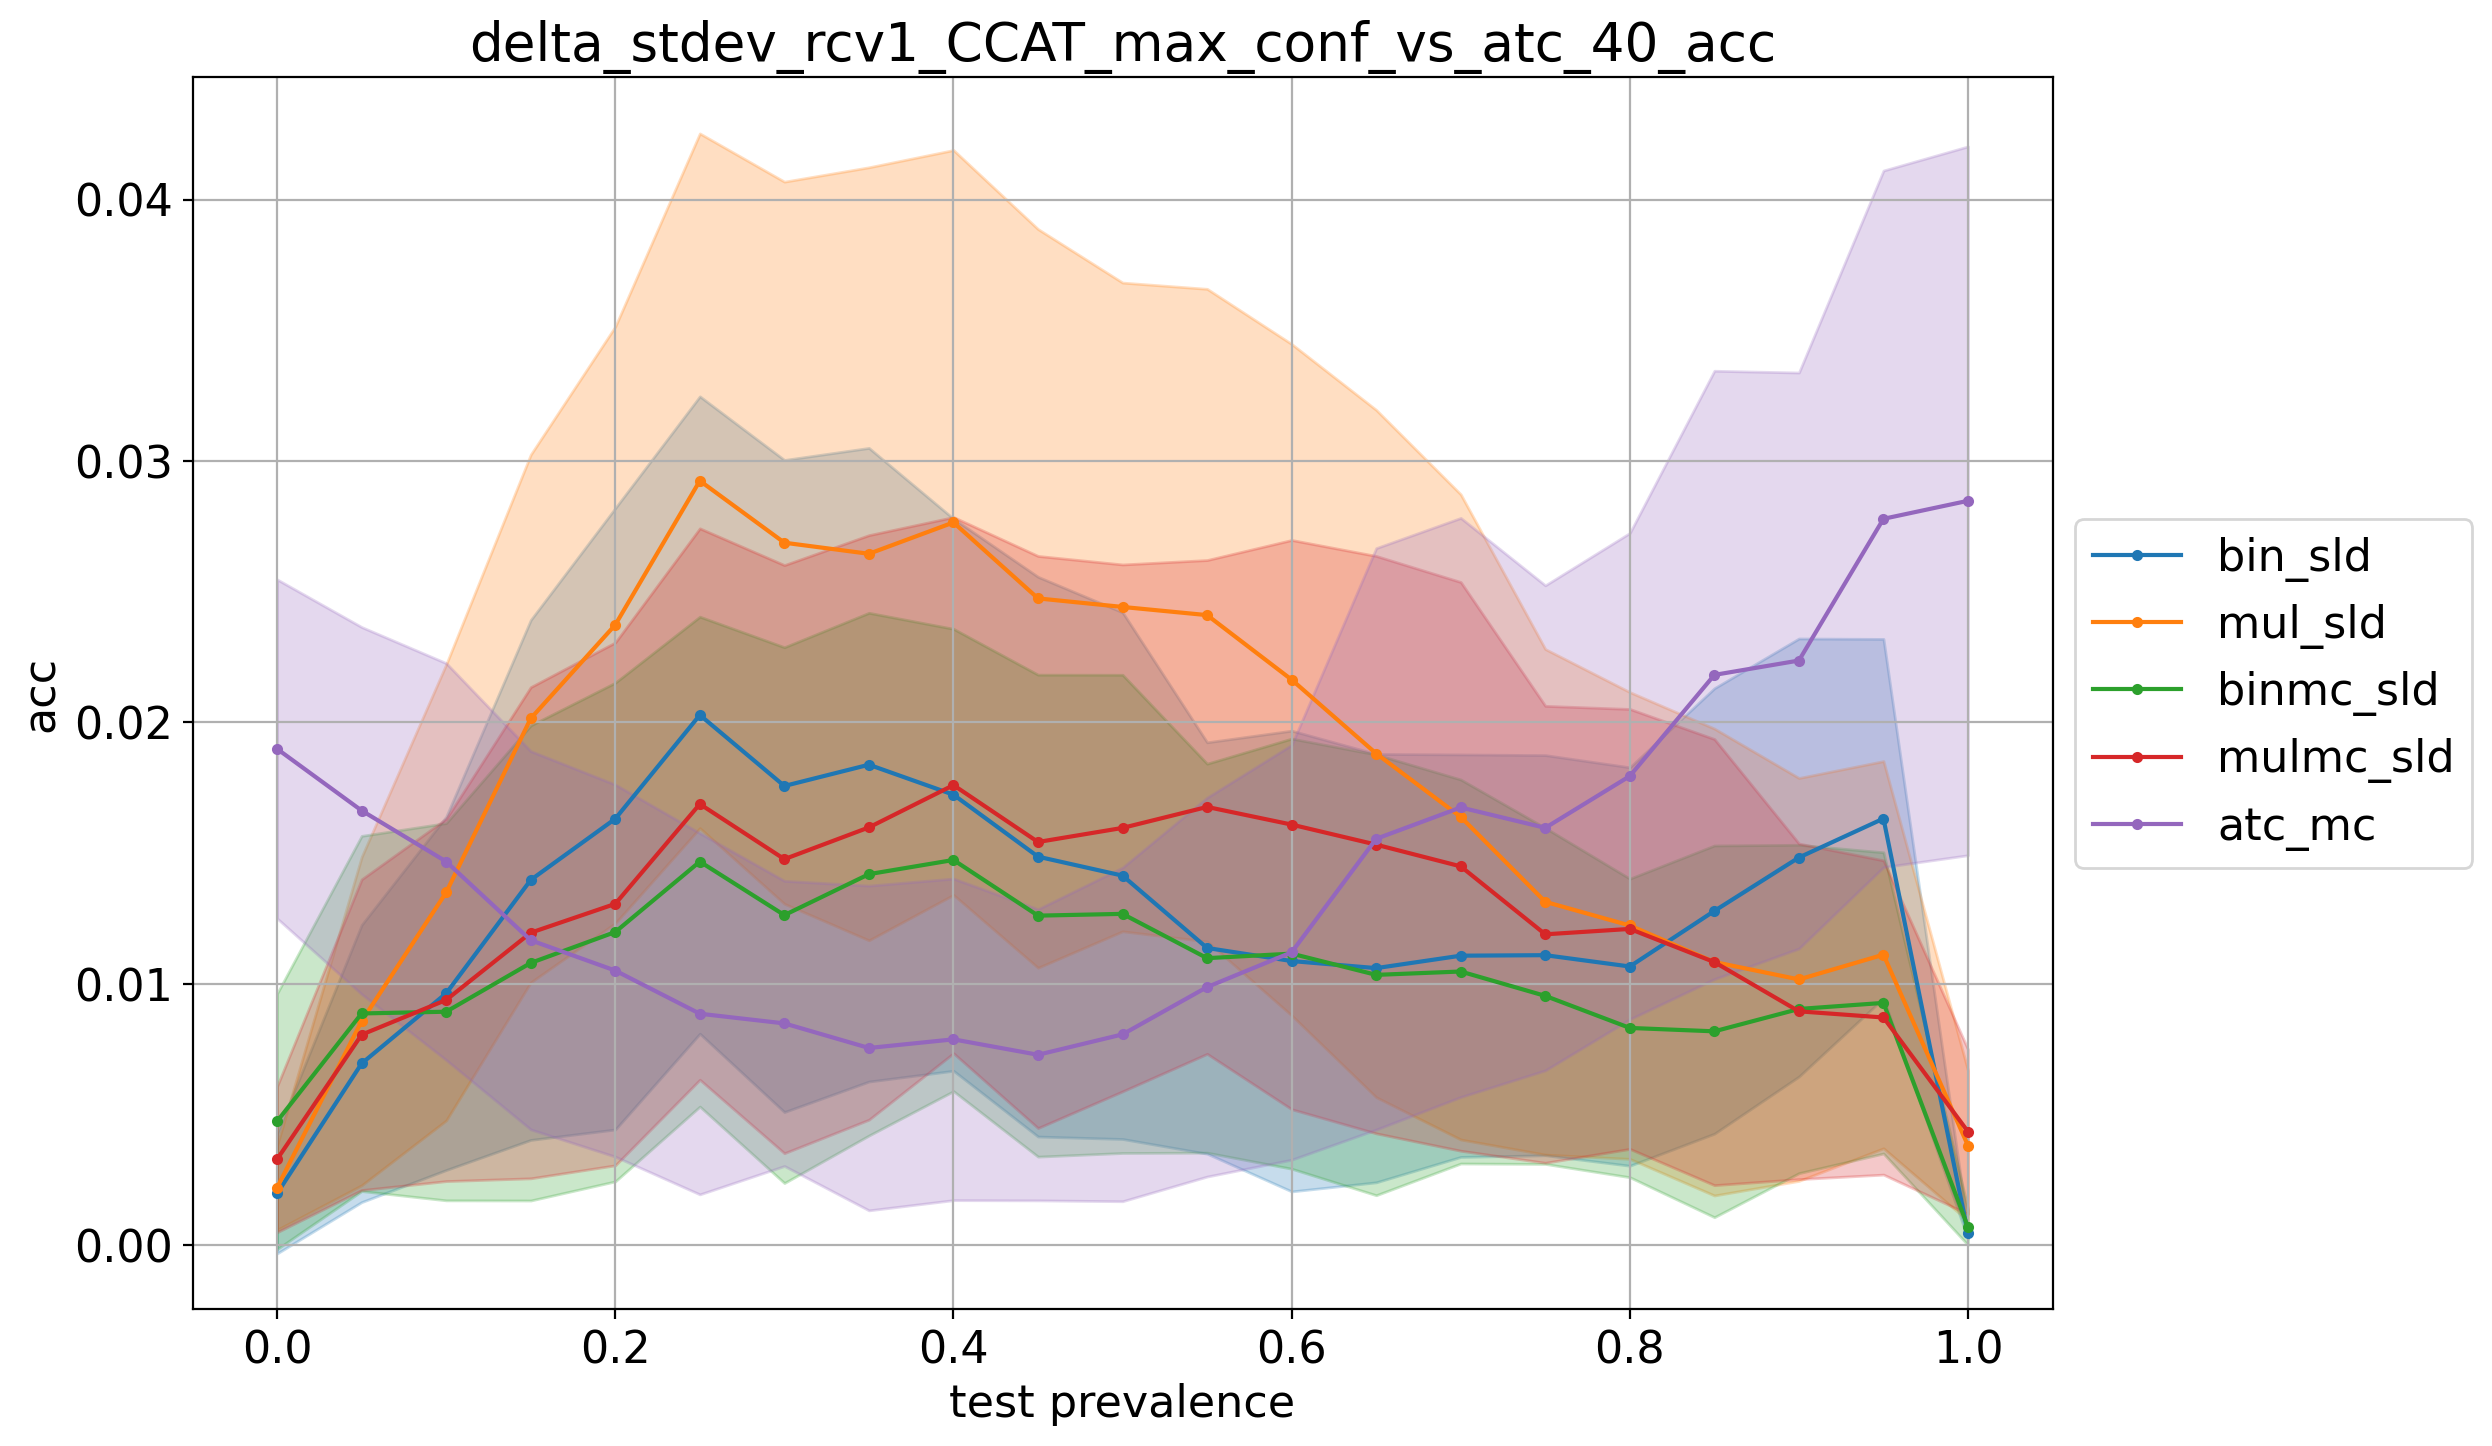 delta_stdev_rcv1_CCAT_max_conf_vs_atc_40_acc
0.04
0.03
0.02
0.01
0.00
acc
0.0 0.2 0.4 0.6 0.8 1.0
test prevalence
bin_sld
mul_sld
binmc_sld
mulmc_sld
atc_mc